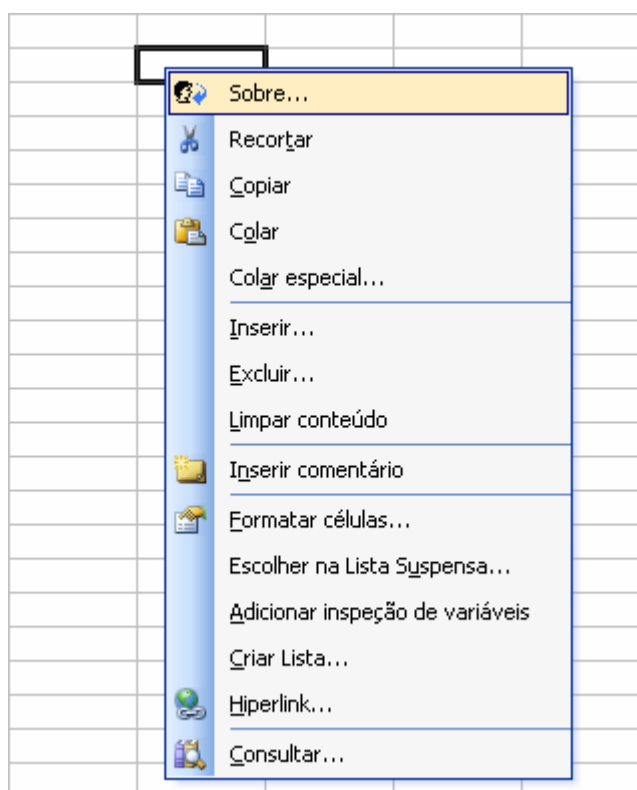 Sobre...
Recortar
Copiar
Colar
Colar especial...
Inserir...
Excluir...
Limpar conteúdo
Inserir comentário
Formatar células...
Escolher na Lista Suspensa...
Adicionar inspeção de variáveis
Criar Lista...
Hiperlink...
Consultar...